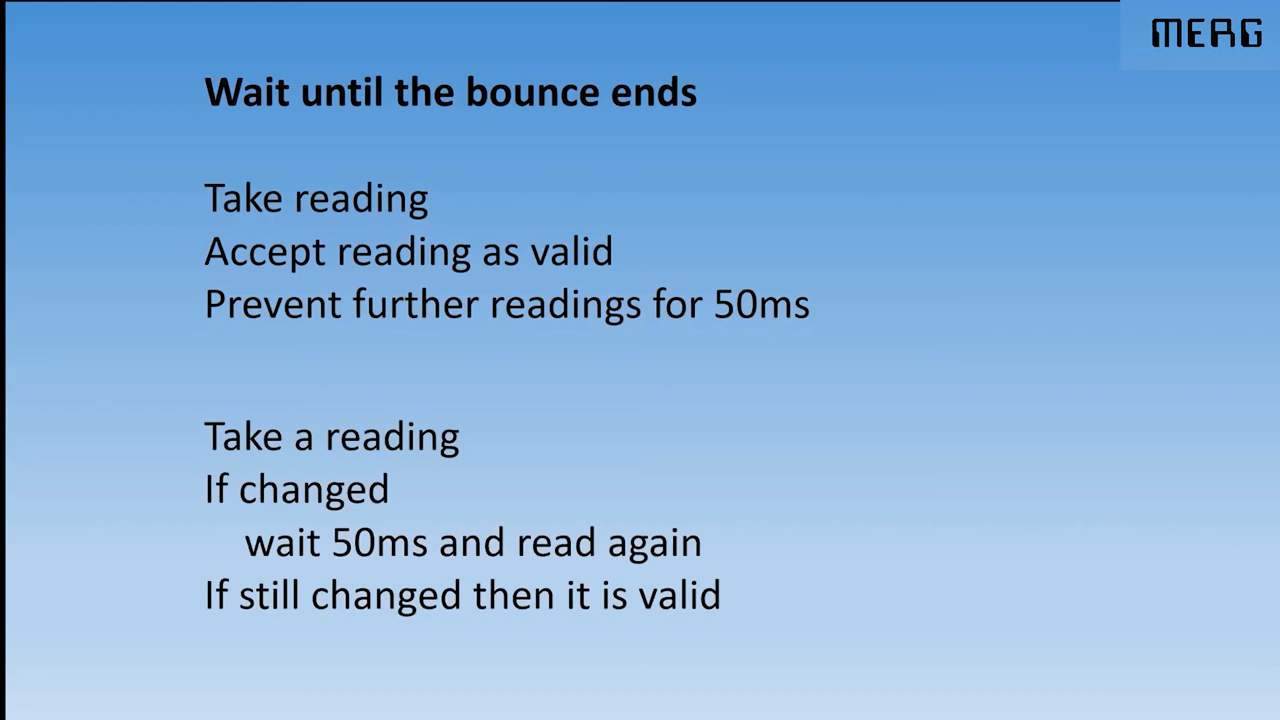 MERG
Wait until the bounce ends
Take reading
Accept reading as valid
Prevent further readings for 50ms
Take a reading
If changed
wait 50ms and read again
If still changed then it is valid